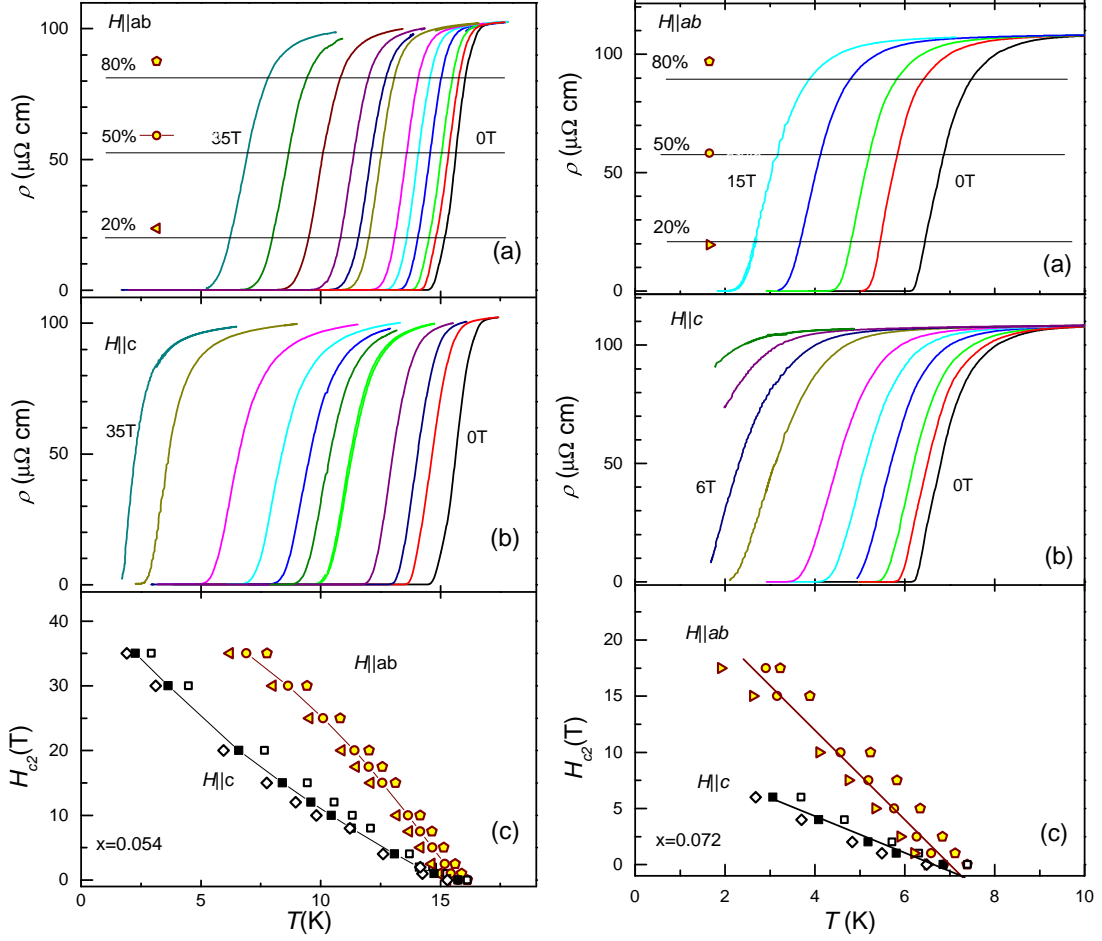 H||ab
80%
50%
20%
35T
0T
(a)
100
50
0
ρ (μΩ cm)
H||c
35T
0T
(b)
100
50
0
ρ (μΩ cm)
H||ab
H||c
x=0.054
(c)
40
30
20
10
0
H_c2(T)
5 10 15
T(K)
H||ab
80%
50%
20%
15T
0T
(a)
100
50
0
ρ (μΩ cm)
H||c
6T
0T
(b)
100
50
0
ρ (μΩ cm)
H||ab
H||c
x=0.072
(c)
20
15
10
5
0
H_c2(T)
0 2 4 6 8 10
T (K)